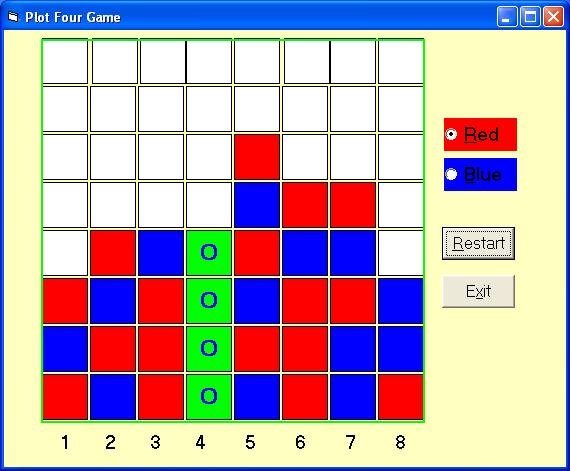 Plot Four Game
Red
Blue
Restart
Exit
O
O
O
O
1 2 3 4 5 6 7 8